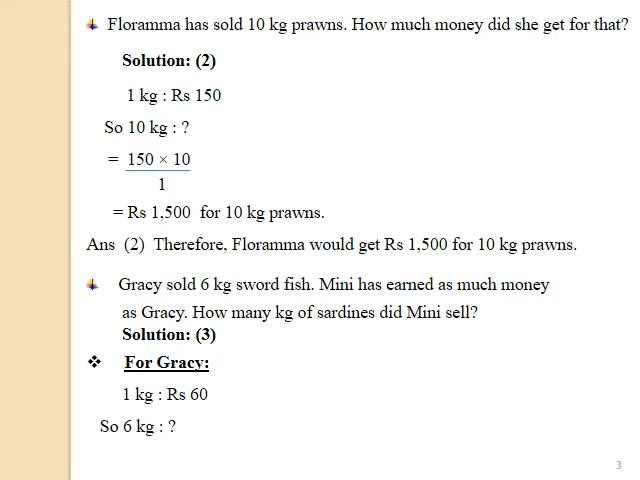 Floramma has sold 10 kg prawns. How much money did she get for that?
Solution: (2)
1 kg : Rs 150
So 10 kg : ?
= 150 × 10
1
= Rs 1,500 for 10 kg prawns.
Ans (2) Therefore, Floramma would get Rs 1,500 for 10 kg prawns.
Gracy sold 6 kg sword fish. Mini has earned as much money
as Gracy. How many kg of sardines did Mini sell?
Solution: (3)
❖ For Gracy:
1 kg : Rs 60
So 6 kg : ?
3